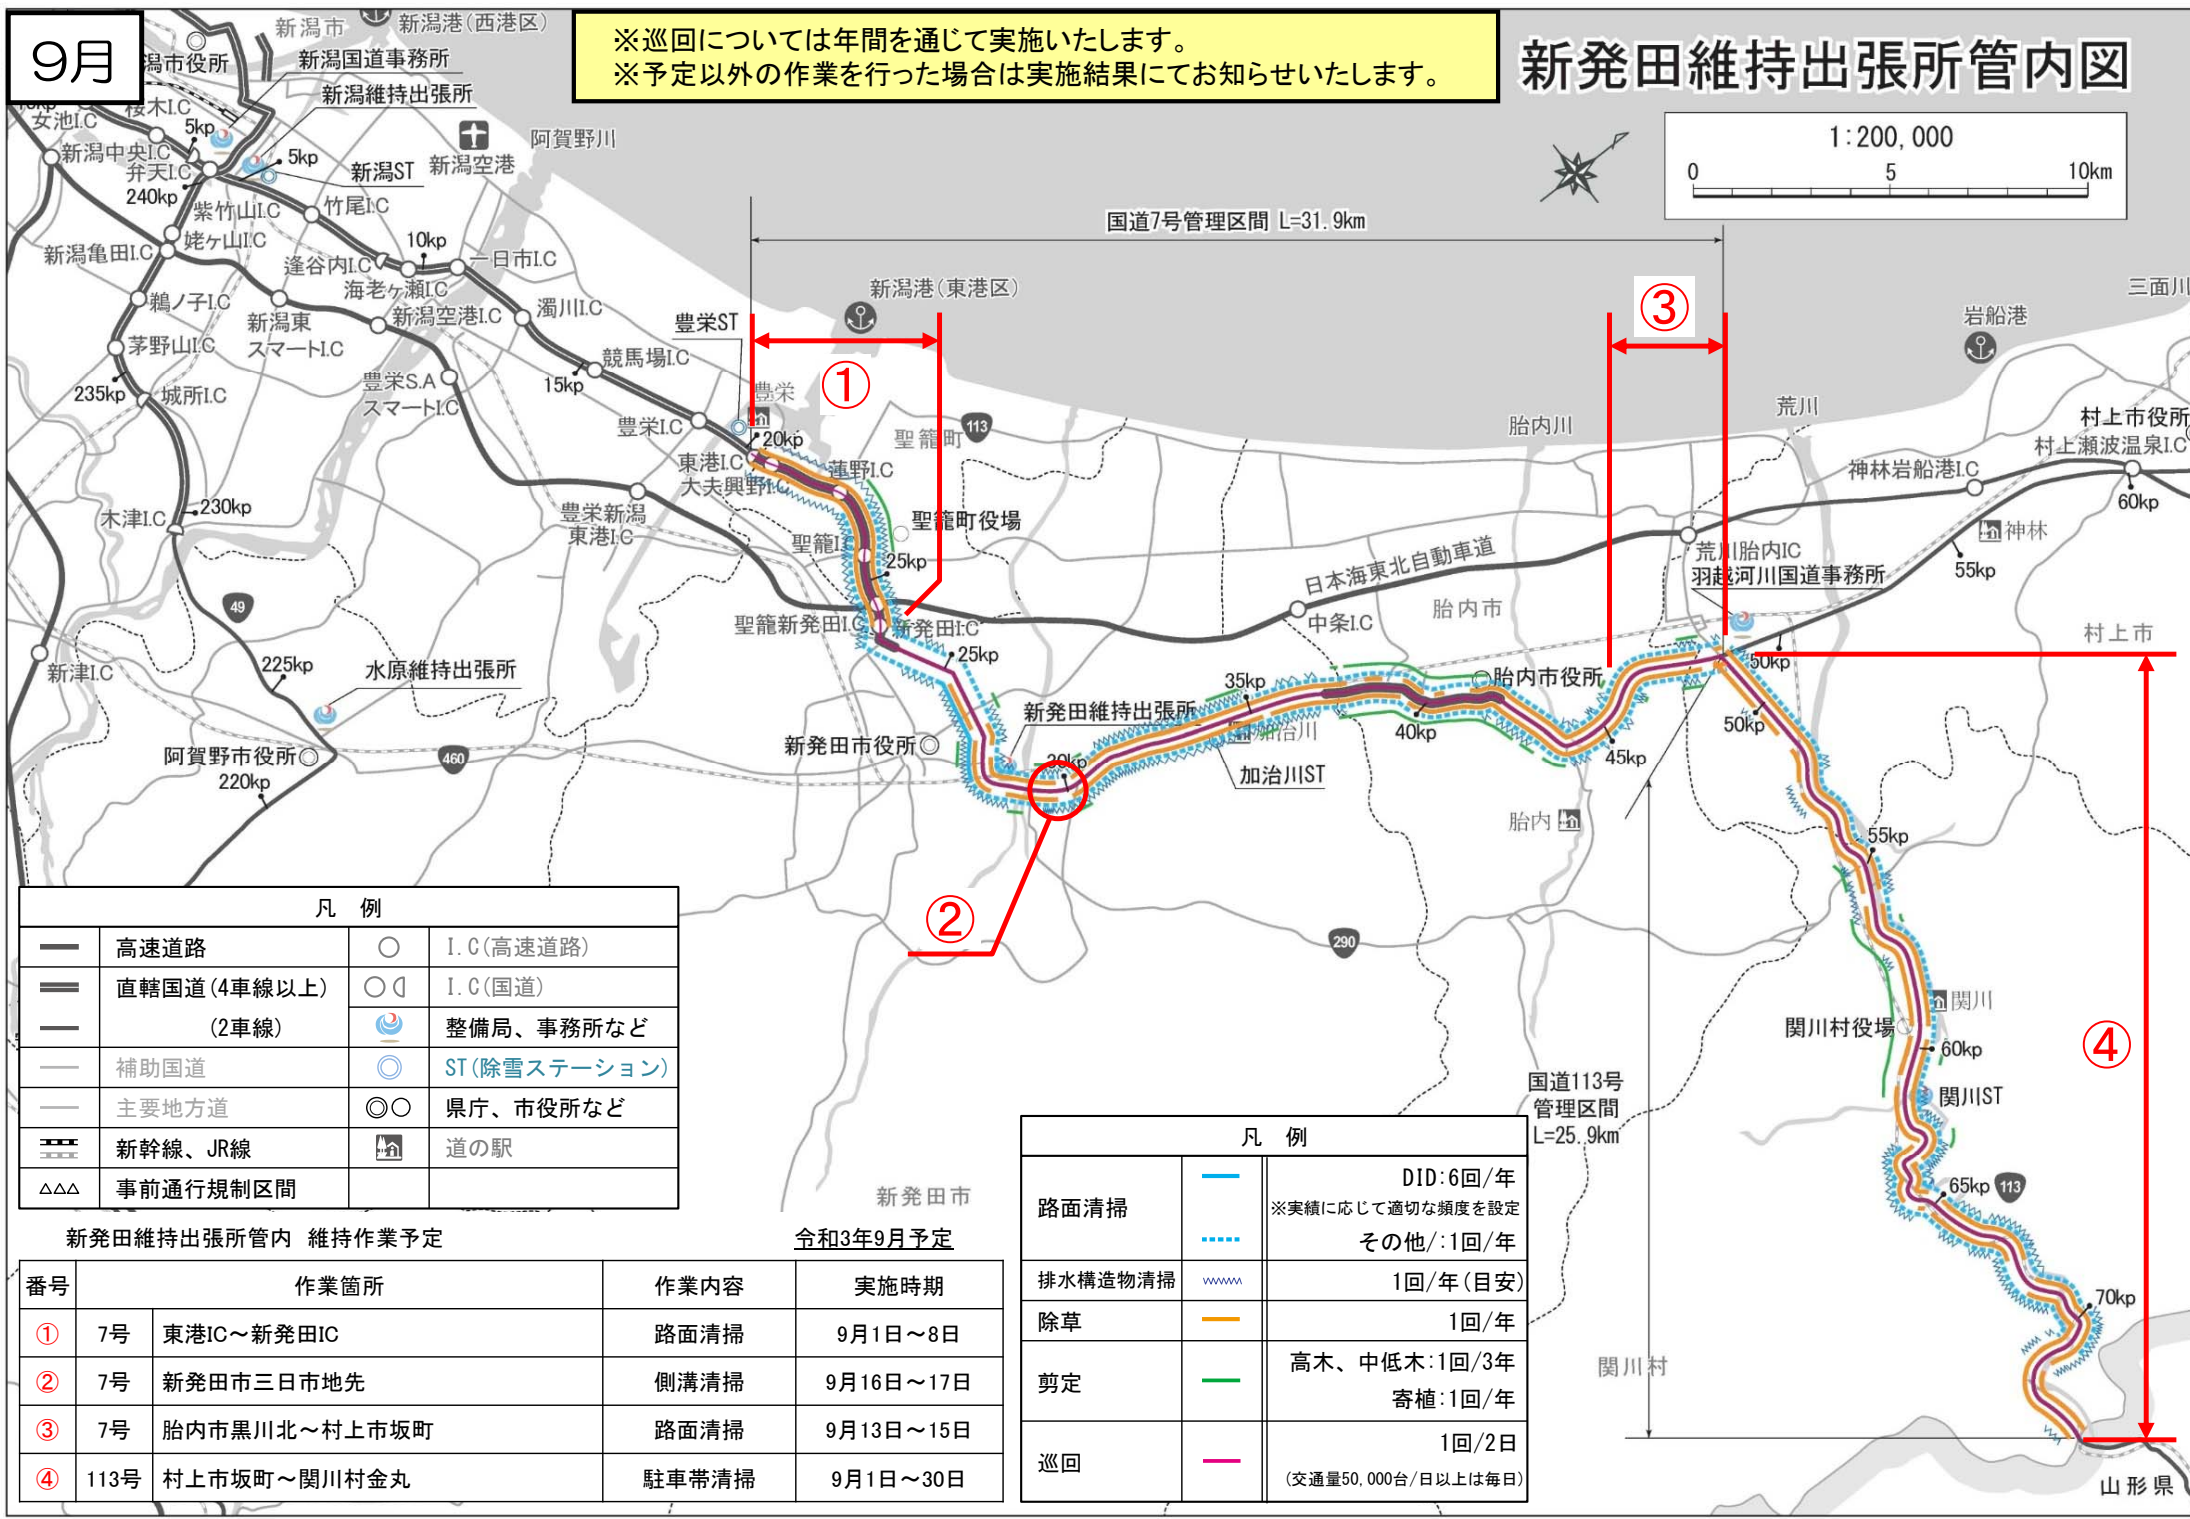 9月
※巡回については年間を通じて実施いたします。
※予定以外の作業を行った場合は実施結果にてお知らせいたします。
新発田維持出張所管内図
1:200,000
0 5 10km
新潟市
新潟港(西港区)
潟市役所
新潟国道事務所
新潟維持出張所
桜木I.C
女池I.C
5kp
新潟中央I.C
弁天I.C
240kp
5kp
新潟ST
新潟空港
阿賀野川
紫竹山I.C
竹尾I.C
姥ヶ山I.C
新潟亀田I.C
10kp
逢谷内I.C
一日市I.C
海老ヶ瀬I.C
鵜ノ子I.C
新潟東
スマートI.C
新潟空港I.C
濁川I.C
茅野山I.C
豊栄S.A
スマートI.C
15kp
競馬場I.C
235kp
城所I.C
豊栄I.C
豊栄ST
豊栄
20kp
東港I.C
大夫興野I.C
蓮野I.C
木津I.C
230kp
豊栄新潟
東港I.C
国道7号管理区間 L=31.9km
新潟港(東港区)
①
③
聖籠町
113
聖籠町役場
聖籠I.
25kp
聖籠新発田I.C
新発田I.C
25kp
49
新津I.C
225kp
水原維持出張所
阿賀野市役所
220kp
460
新発田市役所
新発田維持出張所
30kp
35kp
加治川
加治川ST
40kp
胎内市役所
45kp
日本海東北自動車道
中条I.C
胎内市
胎内川
荒川
岩船港
三面川
村上市役所
村上瀬波温泉I.C
神林岩船港I.C
60kp
神林
55kp
荒川胎内IC
羽越河川国道事務所
村上市
50kp
50kp
胎内
55kp
②
290
関川
関川村役場
60kp
関川ST
④
国道113号
管理区間
L=25.9km
65kp
113
70kp
関川村
山形県
新発田市
凡 例
高速道路 I.C(高速道路)
直轄国道(4車線以上) I.C(国道)
(2車線) 整備局、事務所など
補助国道 ST(除雪ステーション)
主要地方道 県庁、市役所など
新幹線、JR線 道の駅
事前通行規制区間
新発田維持出張所管内 維持作業予定 令和3年9月予定
番号 作業箇所 作業内容 実施時期
① 7号 東港IC～新発田IC 路面清掃 9月1日～8日
② 7号 新発田市三日市地先 側溝清掃 9月16日～17日
③ 7号 胎内市黒川北～村上市坂町 路面清掃 9月13日～15日
④ 113号 村上市坂町～関川村金丸 駐車帯清掃 9月1日～30日
凡 例
路面清掃 DID:6回/年
※実績に応じて適切な頻度を設定
その他/:1回/年
排水構造物清掃 1回/年(目安)
除草 1回/年
剪定 高木、中低木:1回/3年
寄植:1回/年
巡回 1回/2日
(交通量50,000台/日以上は毎日)